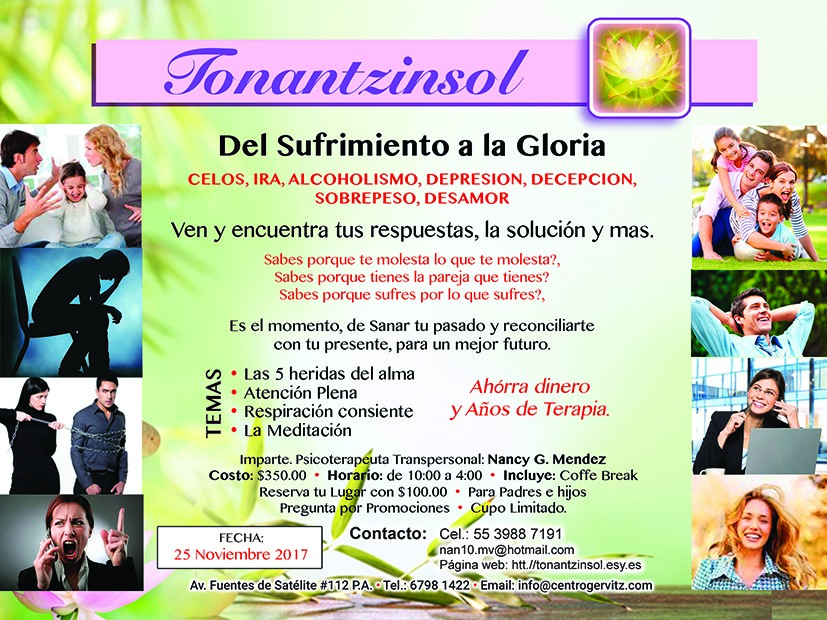 Tonantzinsol
Del Sufrimiento a la Gloria
CELOS, IRA, ALCOHOLISMO, DEPRESION, DECEPCION,
SOBREPESO, DESAMOR
Ven y encuentra tus respuestas, la solución y mas.
Sabes porque te molesta lo que te molesta?,
Sabes porque tienes la pareja que tienes?
Sabes porque sufres por lo que sufres?,
Es el momento, de Sanar tu pasado y reconciliarte
con tu presente, para un mejor futuro.
TEMAS
• Las 5 heridas del alma
• Atención Plena
• Respiración consiente
• La Meditación
Ahórra dinero
y Años de Terapia.
Imparte. Psicoterapeuta Transpersonal: Nancy G. Mendez
Costo: $350.00 • Horario: de 10:00 a 4:00 • Incluye: Coffe Break
Reserva tu Lugar con $100.00 • Para Padres e hijos
Pregunta por Promociones • Cupo Limitado.
FECHA:
25 Noviembre 2017
Contacto: Cel.: 55 3988 7191
nan10.mv@hotmail.com
Página web: htt.//tonantzinsol.esy.es
Av. Fuentes de Satélite #112 P.A. • Tel.: 6798 1422 • Email: info@centrogervitz.com